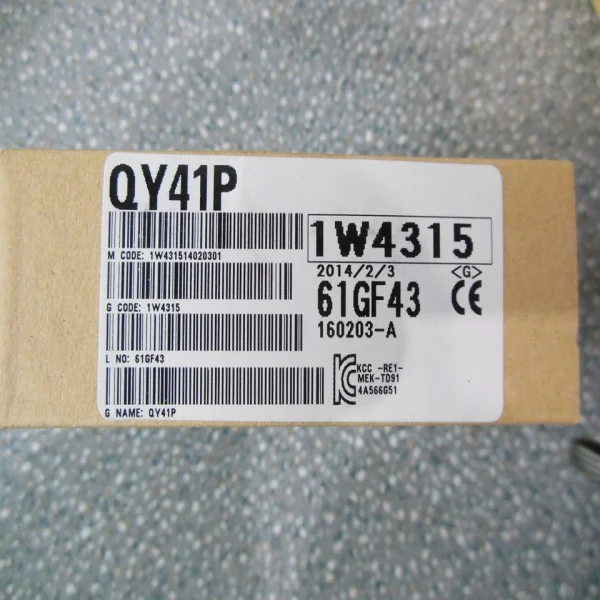 QY41P
M CODE: 1W431514020301
1W4315
2014/2/3 <G>
G CODE: 1W4315
61GF43 CE
160203-A
L NO: 61GF43
KCC -RE1-
MEK-TD91
4A566G51
G NAME: QY41P